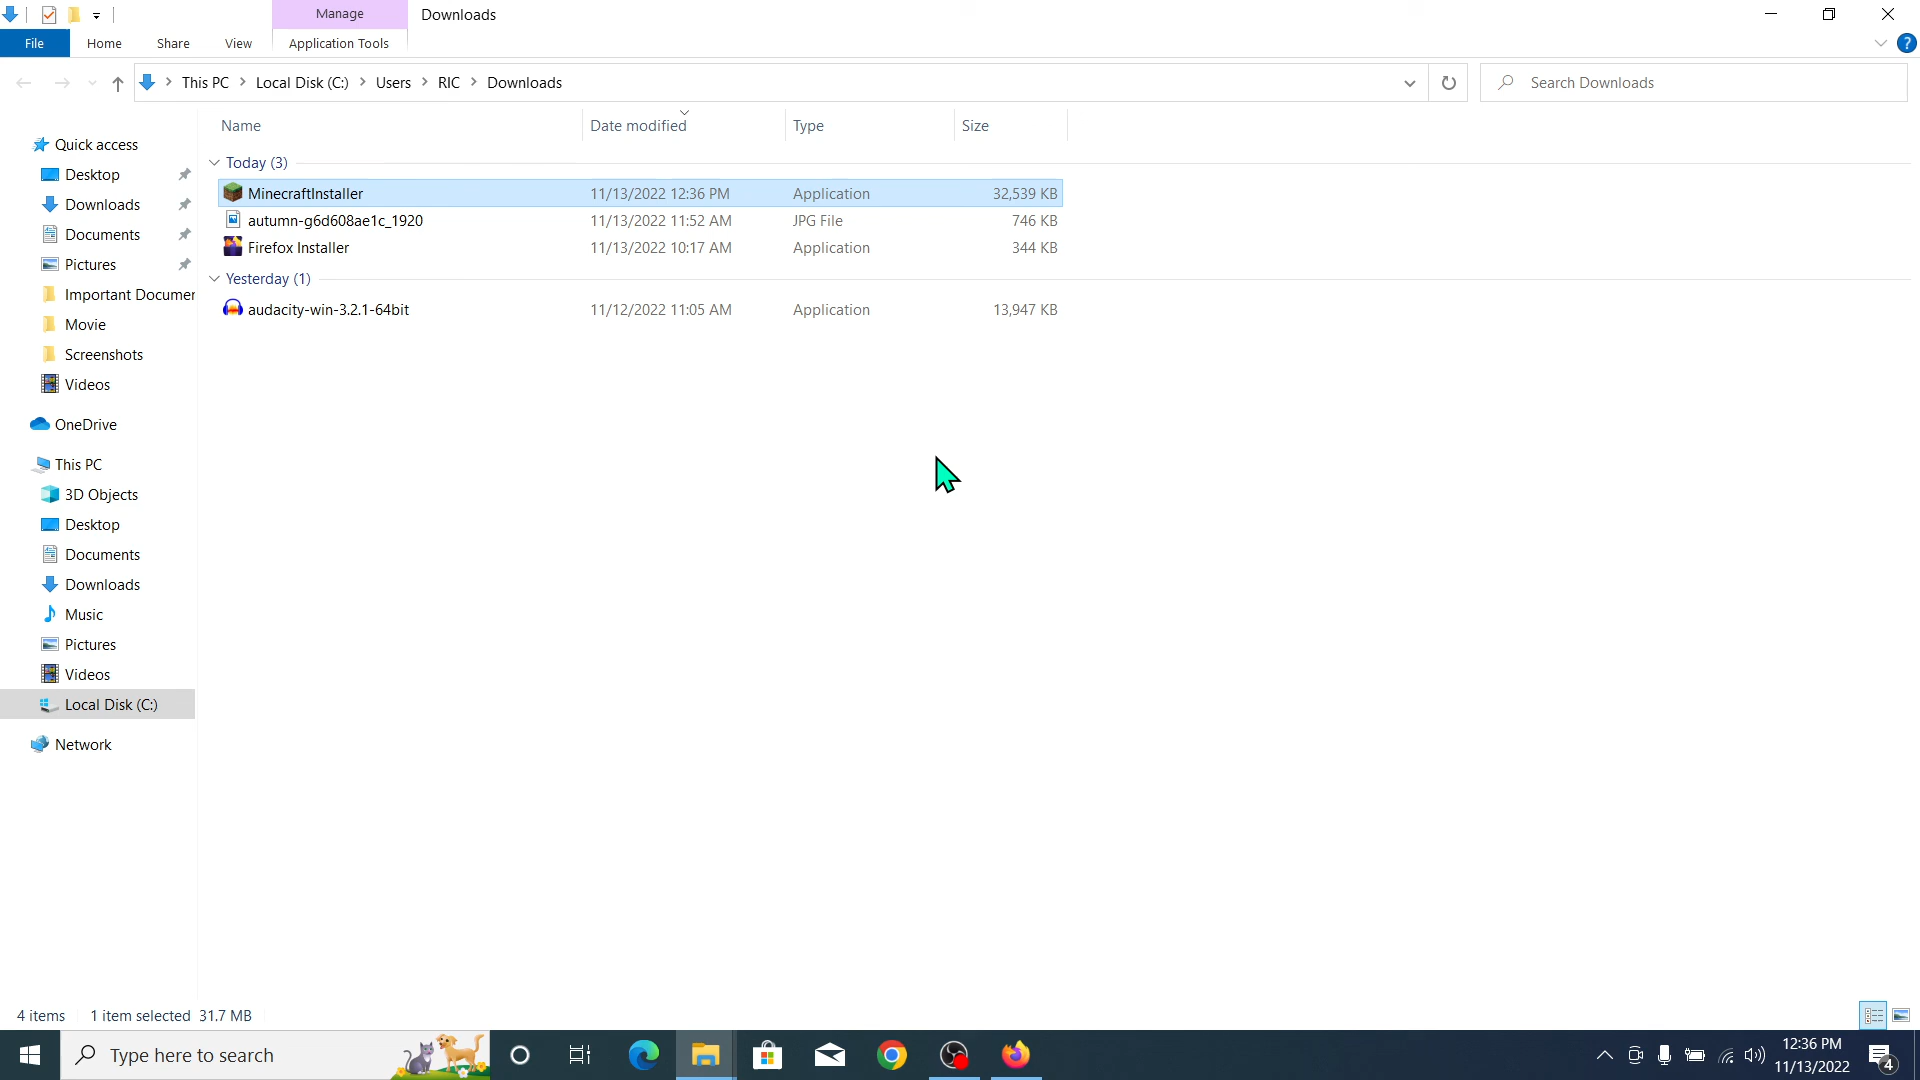 Manage
Downloads
File
Home
Share
View
Application Tools
?
This PC
Local Disk (C:)
Users
RIC
Downloads
Search Downloads
Name
Date modified
Type
Size
Today (3)
MinecraftInstaller 11/13/2022 12:36 PM Application 32,539 KB
autumn-g6d608ae1c_1920 11/13/2022 11:52 AM JPG File 746 KB
Firefox Installer 11/13/2022 10:17 AM Application 344 KB
Yesterday (1)
audacity-win-3.2.1-64bit 11/12/2022 11:05 AM Application 13,947 KB
Quick access
Desktop
Downloads
Documents
Pictures
Important Documer
Movie
Screenshots
Videos
OneDrive
This PC
3D Objects
Desktop
Documents
Downloads
Music
Pictures
Videos
Local Disk (C:)
Network
4 items
1 item selected 31.7 MB
Type here to search
12:36 PM
11/13/2022
4